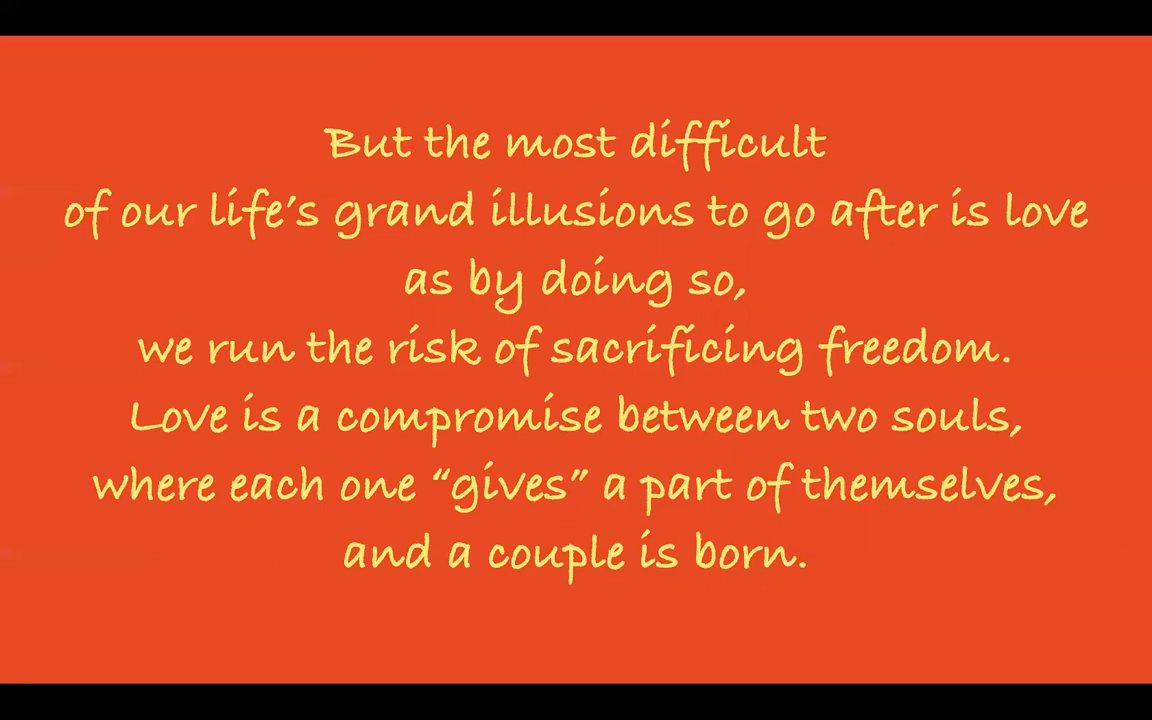 But the most difficult
of our life’s grand illusions to go after is love
as by doing so,
we run the risk of sacrificing freedom.
Love is a compromise between two souls,
where each one “gives” a part of themselves,
and a couple is born.